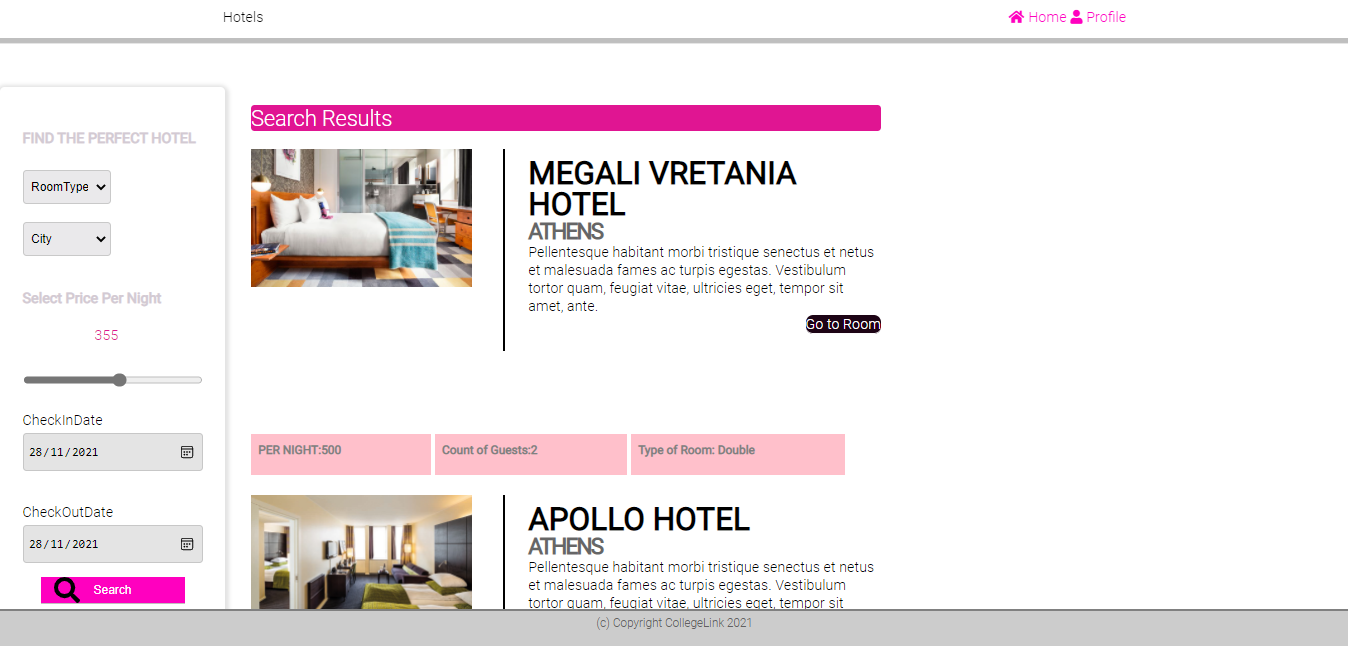 Hotels
Home Profile
FIND THE PERFECT HOTEL
RoomType
City
Select Price Per Night
355
CheckInDate
28/11/2021
CheckOutDate
28/11/2021
Search
Search Results
MEGALI VRETANIA
HOTEL
ATHENS
Pellentesque habitant morbi tristique senectus et netus
et malesuada fames ac turpis egestas. Vestibulum
tortor quam, feugiat vitae, ultricies eget, tempor sit
amet, ante.
Go to Room
PER NIGHT:500
Count of Guests:2
Type of Room: Double
APOLLO HOTEL
ATHENS
Pellentesque habitant morbi tristique senectus et netus
et malesuada fames ac turpis egestas. Vestibulum
tortor quam, feugiat vitae, ultricies eget, tempor sit
(c) Copyright CollegeLink 2021